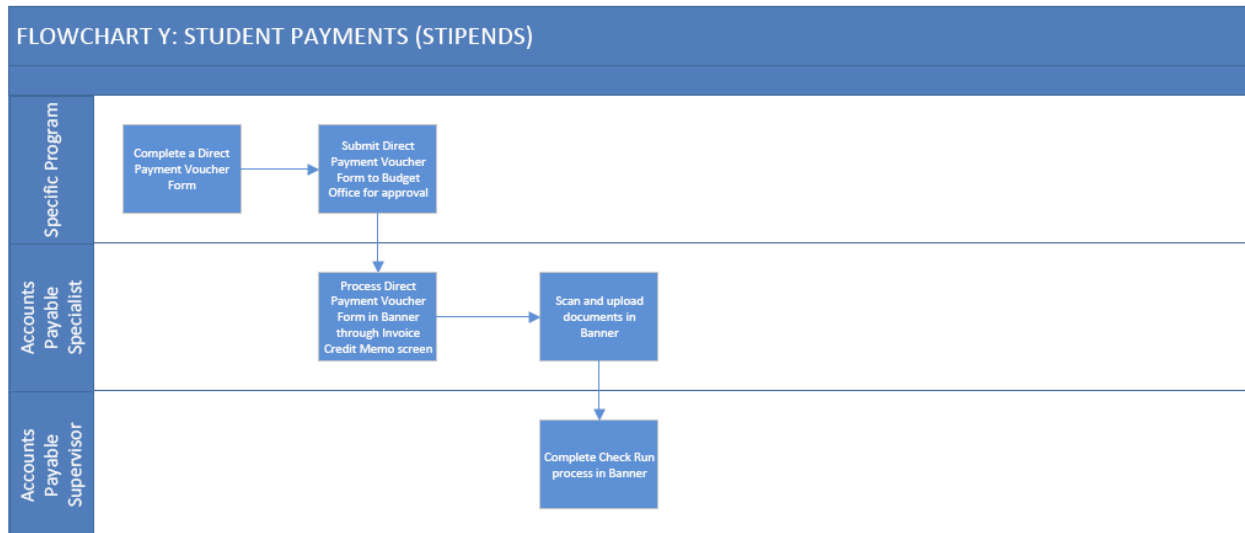 FLOWCHART Y: STUDENT PAYMENTS (STIPENDS)
Specific Program
Complete a Direct
Payment Voucher
Form
Submit Direct
Payment Voucher
Form to Budget
Office for approval
Accounts
Payable
Specialist
Process Direct
Payment Voucher
Form in Banner
through Invoice
Credit Memo screen
Scan and upload
documents in
Banner
Accounts
Payable
Supervisor
Complete Check Run
process in Banner